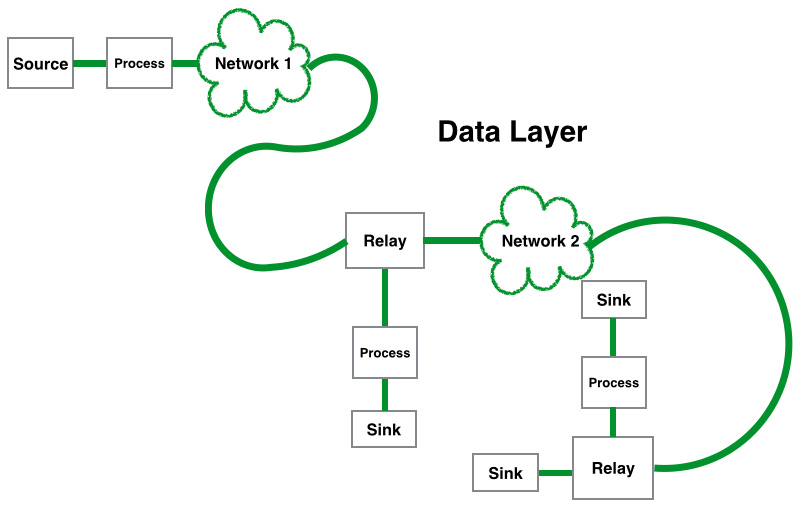 Source
Process
Network 1
Data Layer
Relay
Network 2
Sink
Process
Process
Sink
Sink
Relay